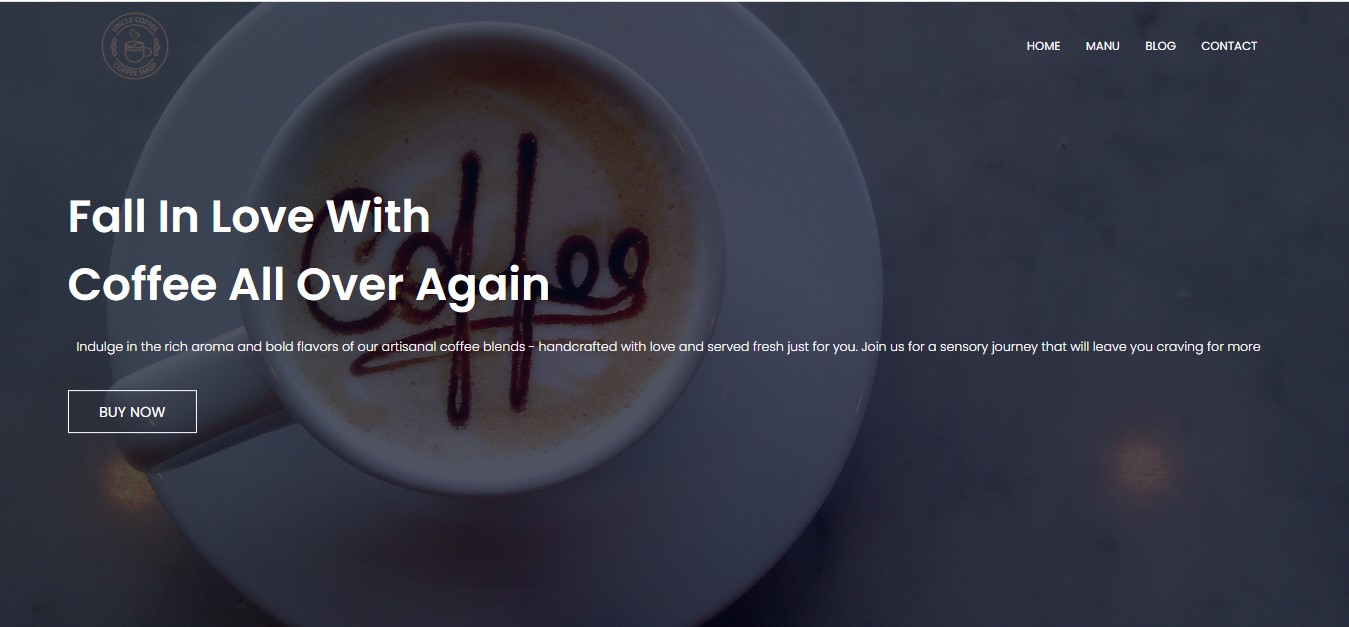 UNCLE COFFEE
COFFEE SHOP
HOME MANU BLOG CONTACT
Fall In Love With
Coffee All Over Again
Coffee
Indulge in the rich aroma and bold flavors of our artisanal coffee blends - handcrafted with love and served fresh just for you. Join us for a sensory journey that will leave you craving for more
BUY NOW